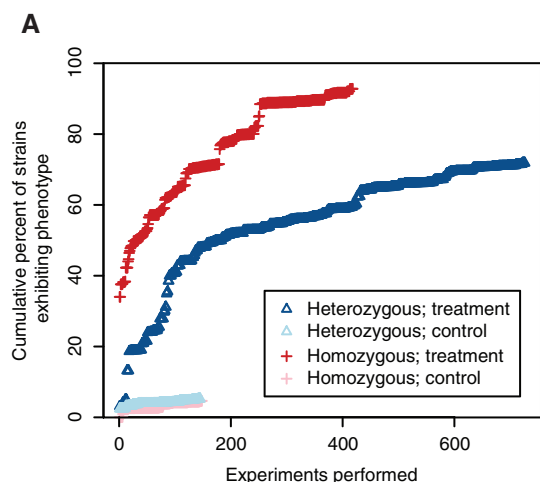 A
Cumulative percent of strains
exhibiting phenotype
100
80
60
40
20
0
Heterozygous; treatment
Heterozygous; control
Homozygous; treatment
Homozygous; control
0 200 400 600
Experiments performed